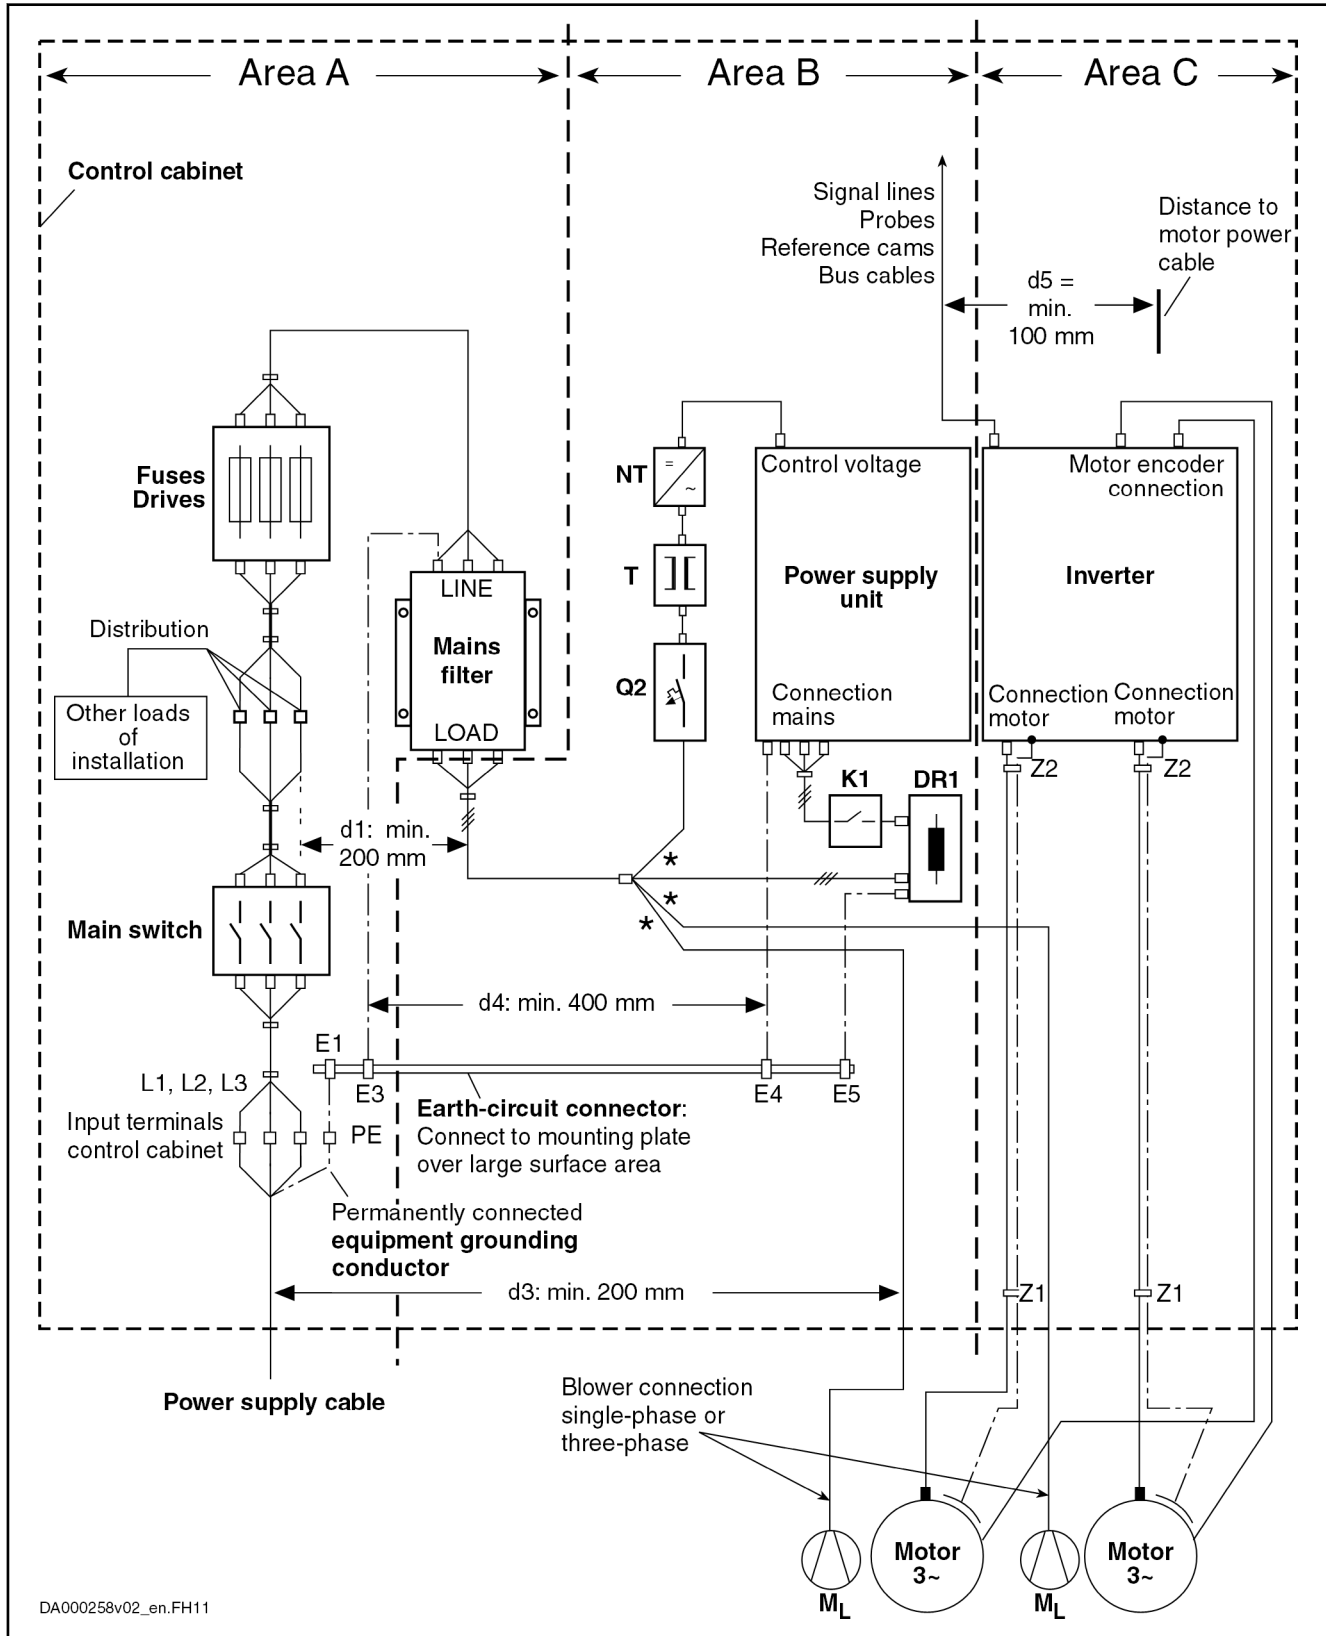 Area A
Area B
Area C
Control cabinet
Signal lines
Probes
Reference cams
Bus cables
Distance to
motor power
cable
d5 =
min.
100 mm
Fuses
Drives
NT
=
~
Control voltage
Motor encoder
connection
T
Power supply
unit
Inverter
LINE
Mains
filter
LOAD
Distribution
Other loads
of
installation
Q2
Connection
mains
Connection
motor
Connection
motor
Z2
Z2
K1
DR1
d1: min.
200 mm
*
*
*
Main switch
d4: min. 400 mm
E1
E3
E4
E5
L1, L2, L3
Input terminals
control cabinet
PE
Earth-circuit connector:
Connect to mounting plate
over large surface area
Permanently connected
equipment grounding
conductor
d3: min. 200 mm
Z1
Z1
Power supply cable
Blower connection
single-phase or
three-phase
Motor
3~
Motor
3~
ML
ML
DA000258v02_en.FH11